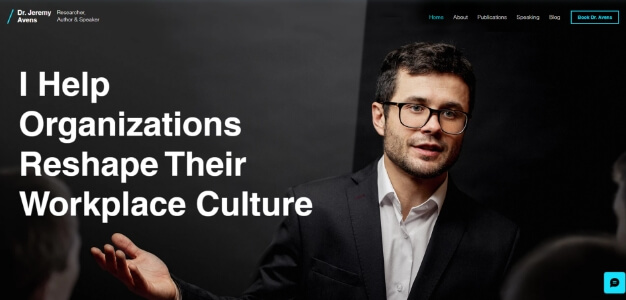 Dr. Jeremy
Avens
Researcher,
Author & Speaker
Home About Publications Speaking Blog Book Dr. Avens
I Help
Organizations
Reshape Their
Workplace Culture